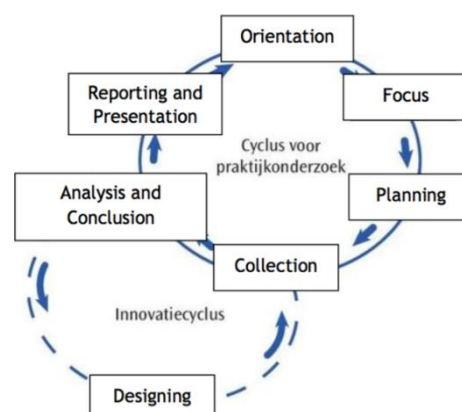 Orientation
Reporting and
Presentation
Focus
Cyclus voor
praktijkonderzoek
Analysis and
Conclusion
Planning
Collection
Innovatiecyclus
Designing